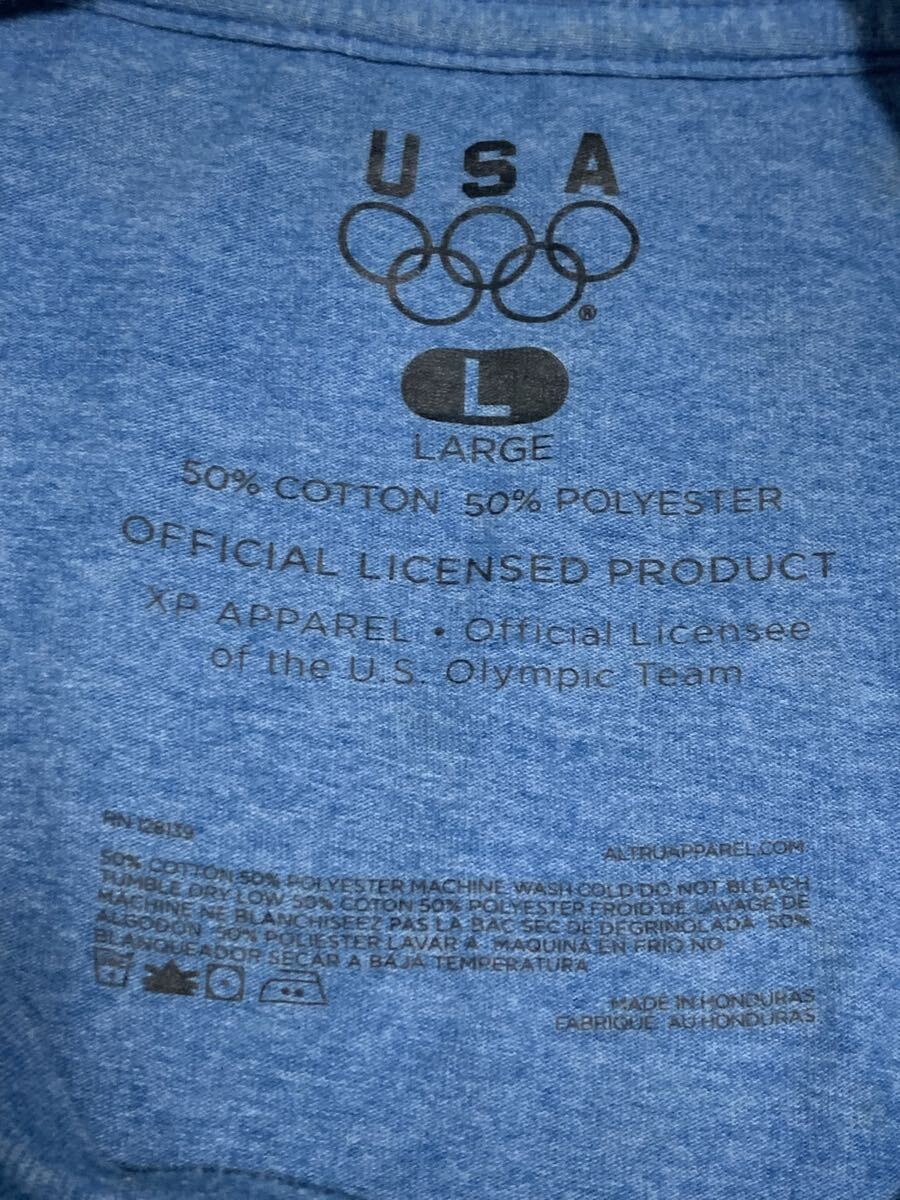 USA
®
L
LARGE
50% COTTON 50% POLYESTER
OFFICIAL LICENSED PRODUCT
XP APPAREL • Official Licensee
of the U.S. Olympic Team
RN 128139
ALTRUAPPAREL.COM
50% COTTON 50% POLYESTER MACHINE WASH COLD DO NOT BLEACH
TUMBLE DRY LOW 50% COTON 50% POLYESTER FROID DE LAVAGE DE
MACHINE NE BLANCHISEEZ PAS LA BAC SEC DE DEGRINOLADA 50%
ALGODON 50% POLIESTER LAVAR A MAQUINA EN FRIO NO
BLANQUEADOR SECAR A BAJA TEMPERATURA
MADE IN HONDURAS
FABRIQUE AU HONDURAS